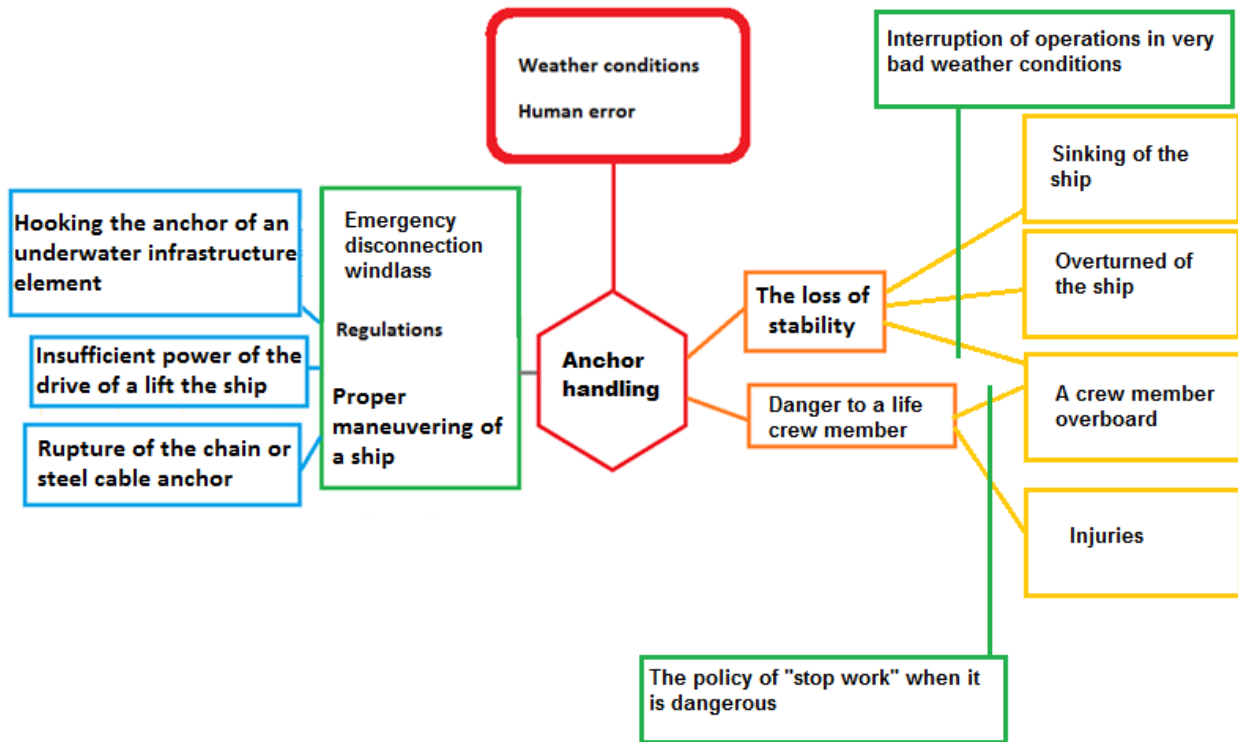 Weather conditions
Human error
Interruption of operations in very
bad weather conditions
Hooking the anchor of an
underwater infrastructure
element
Insufficient power of the
drive of a lift the ship
Rupture of the chain or
steel cable anchor
Emergency
disconnection
windlass
Regulations
Proper
maneuvering of
a ship
Anchor
handling
The loss of
stability
Danger to a life
crew member
Sinking of the
ship
Overturned of
the ship
A crew member
overboard
Injuries
The policy of "stop work" when it
is dangerous